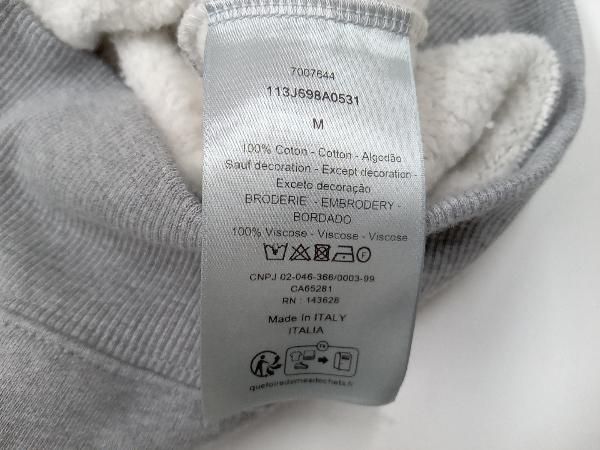 7007644
113J698A0531
M
100% Coton - Cotton - Algodão
Sauf decoration - Except decoration -
Exceto decoração
BRODERIE - EMBRODERY -
BORDADO
100% Viscose - Viscose - Viscose
F
CNPJ 02-046-366/0003-99
CA65281
RN : 143628
Made In ITALY
ITALIA
FR
quefairedemesdechets.fr